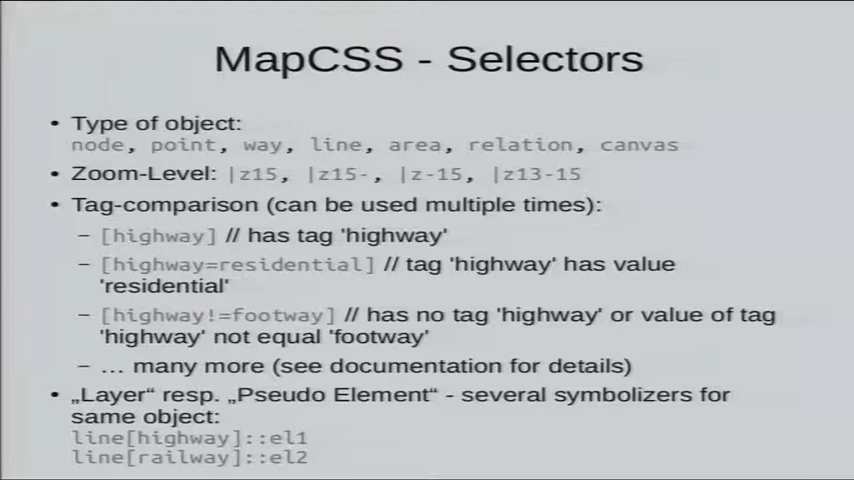 MapCSS - Selectors
• Type of object:
node, point, way, line, area, relation, canvas
• Zoom-Level: |z15, |z15-, |z-15, |z13-15
• Tag-comparison (can be used multiple times):
– [highway] // has tag 'highway'
– [highway=residential] // tag 'highway' has value
'residential'
– [highway!=footway] // has no tag 'highway' or value of tag
'highway' not equal 'footway'
– … many more (see documentation for details)
• „Layer“ resp. „Pseudo Element“ - several symbolizers for
same object:
line[highway]::el1
line[railway]::el2